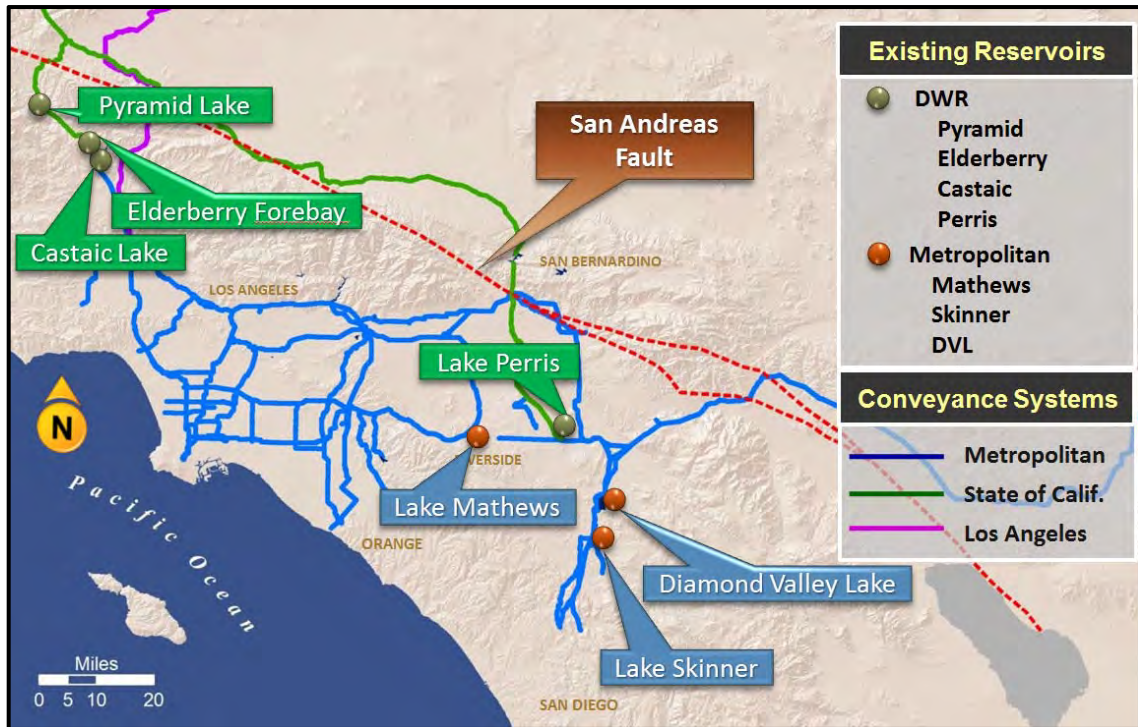 Pyramid Lake
Elderberry Forebay
Castaic Lake
San Andreas
Fault
SAN BERNARDINO
LOS ANGELES
Lake Perris
N
Lake Mathews
ORANGE
Diamond Valley Lake
Lake Skinner
SAN DIEGO
Pacific Ocean
Miles
0 5 10 20
Existing Reservoirs
DWR
Pyramid
Elderberry
Castaic
Perris
Metropolitan
Mathews
Skinner
DVL
Conveyance Systems
Metropolitan
State of Calif.
Los Angeles